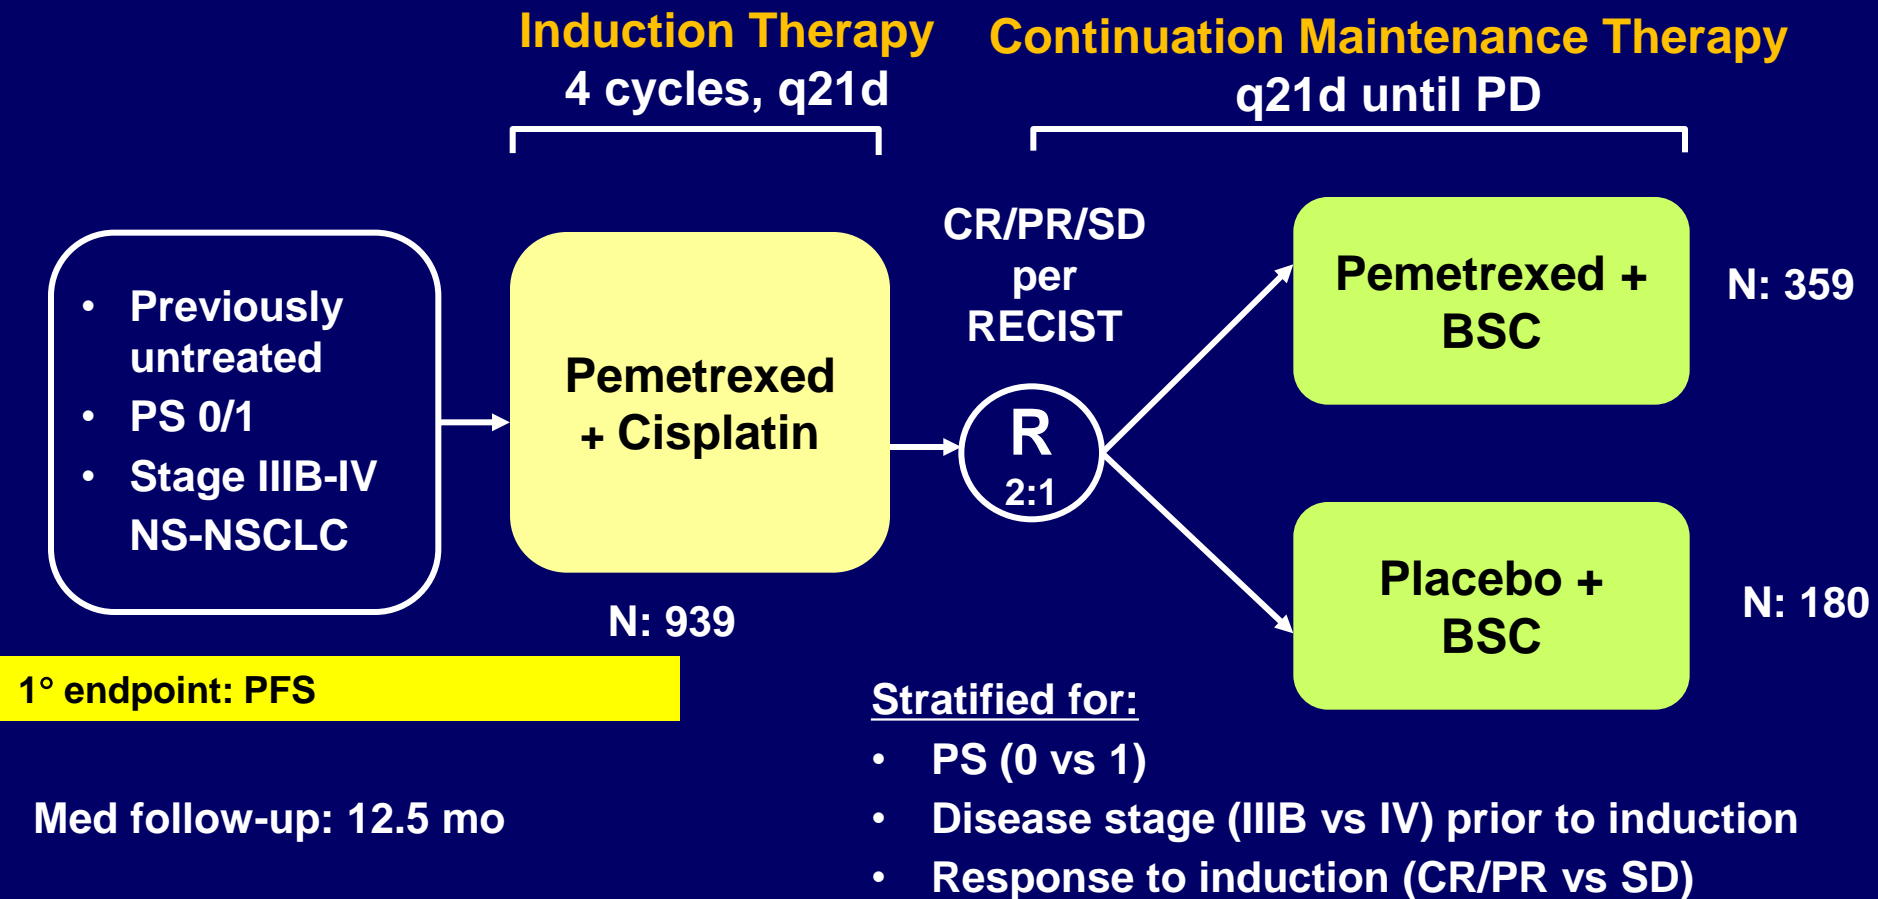 Induction Therapy
4 cycles, q21d
Continuation Maintenance Therapy
q21d until PD
• Previously
untreated
• PS 0/1
• Stage IIIB-IV
NS-NSCLC
Pemetrexed
+ Cisplatin
N: 939
CR/PR/SD
per
RECIST
R
2:1
Pemetrexed +
BSC
N: 359
Placebo +
BSC
N: 180
1° endpoint: PFS
Med follow-up: 12.5 mo
Stratified for:
• PS (0 vs 1)
• Disease stage (IIIB vs IV) prior to induction
• Response to induction (CR/PR vs SD)